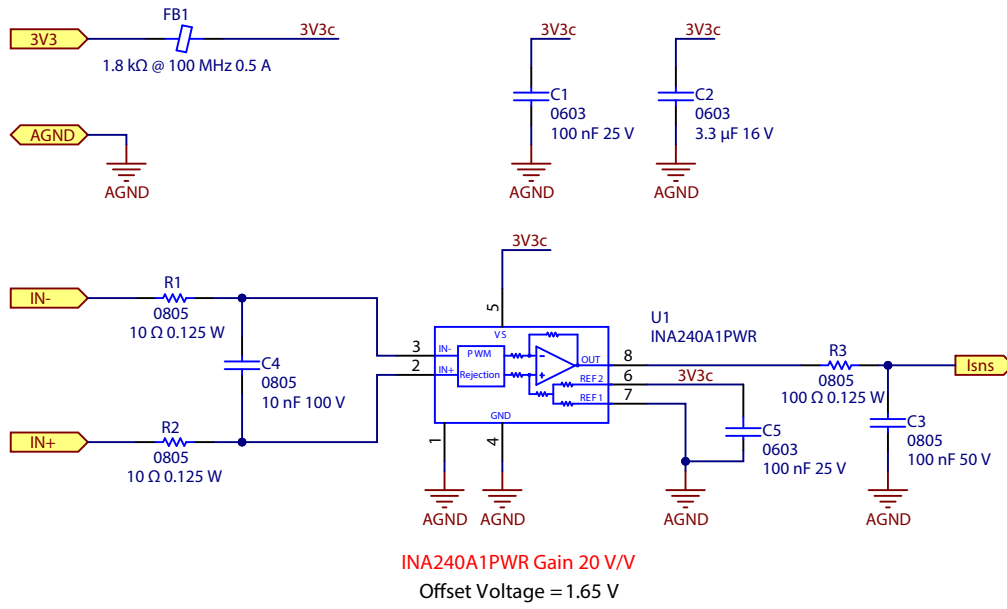 FB1
3V3
3V3c
1.8 kΩ @ 100 MHz 0.5 A
AGND
AGND
3V3c
C1
0603
100 nF 25 V
AGND
3V3c
C2
0603
3.3 µF 16 V
AGND
3V3c
IN-
R1
0805
10 Ω 0.125 W
C4
0805
10 nF 100 V
IN+
R2
0805
10 Ω 0.125 W
U1
INA240A1PWR
5
VS
3
IN-
2
IN+
PWM
Rejection
OUT
8
REF2
6
REF1
7
GND
1
4
AGND
AGND
3V3c
C5
0603
100 nF 25 V
AGND
R3
0805
100 Ω 0.125 W
Isns
C3
0805
100 nF 50 V
AGND
INA240A1PWR Gain 20 V/V
Offset Voltage = 1.65 V